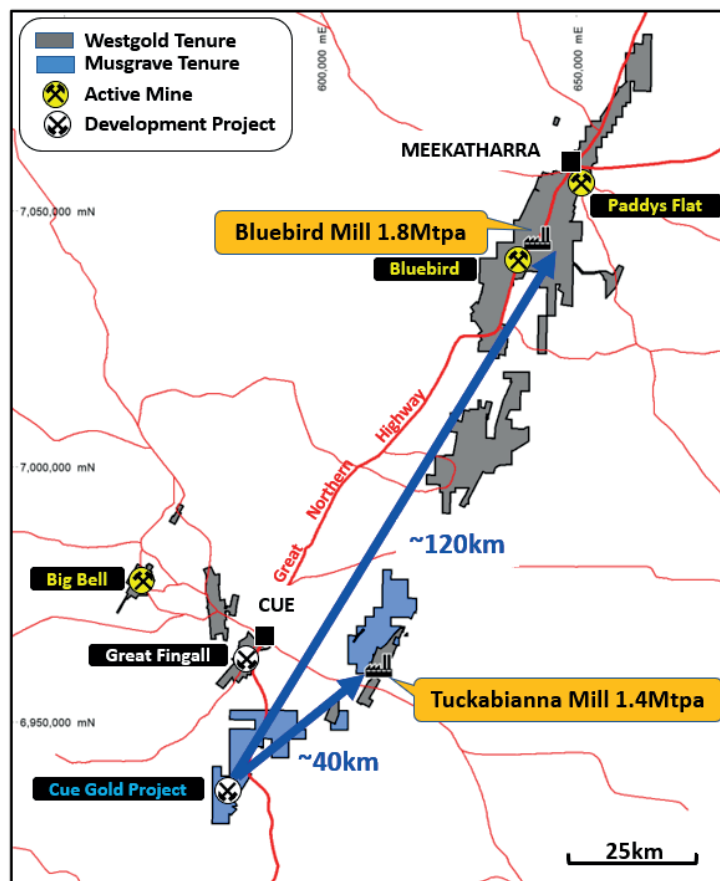 Westgold Tenure
Musgrave Tenure
Active Mine
Development Project
600,000 mE
650,000 mE
MEEKATHARRA
Paddys Flat
7,050,000 mN
Bluebird Mill 1.8Mtpa
Bluebird
Great Northern Highway
7,000,000 mN
~120km
Big Bell
CUE
Great Fingall
Tuckabianna Mill 1.4Mtpa
6,950,000 mN
~40km
Cue Gold Project
25km